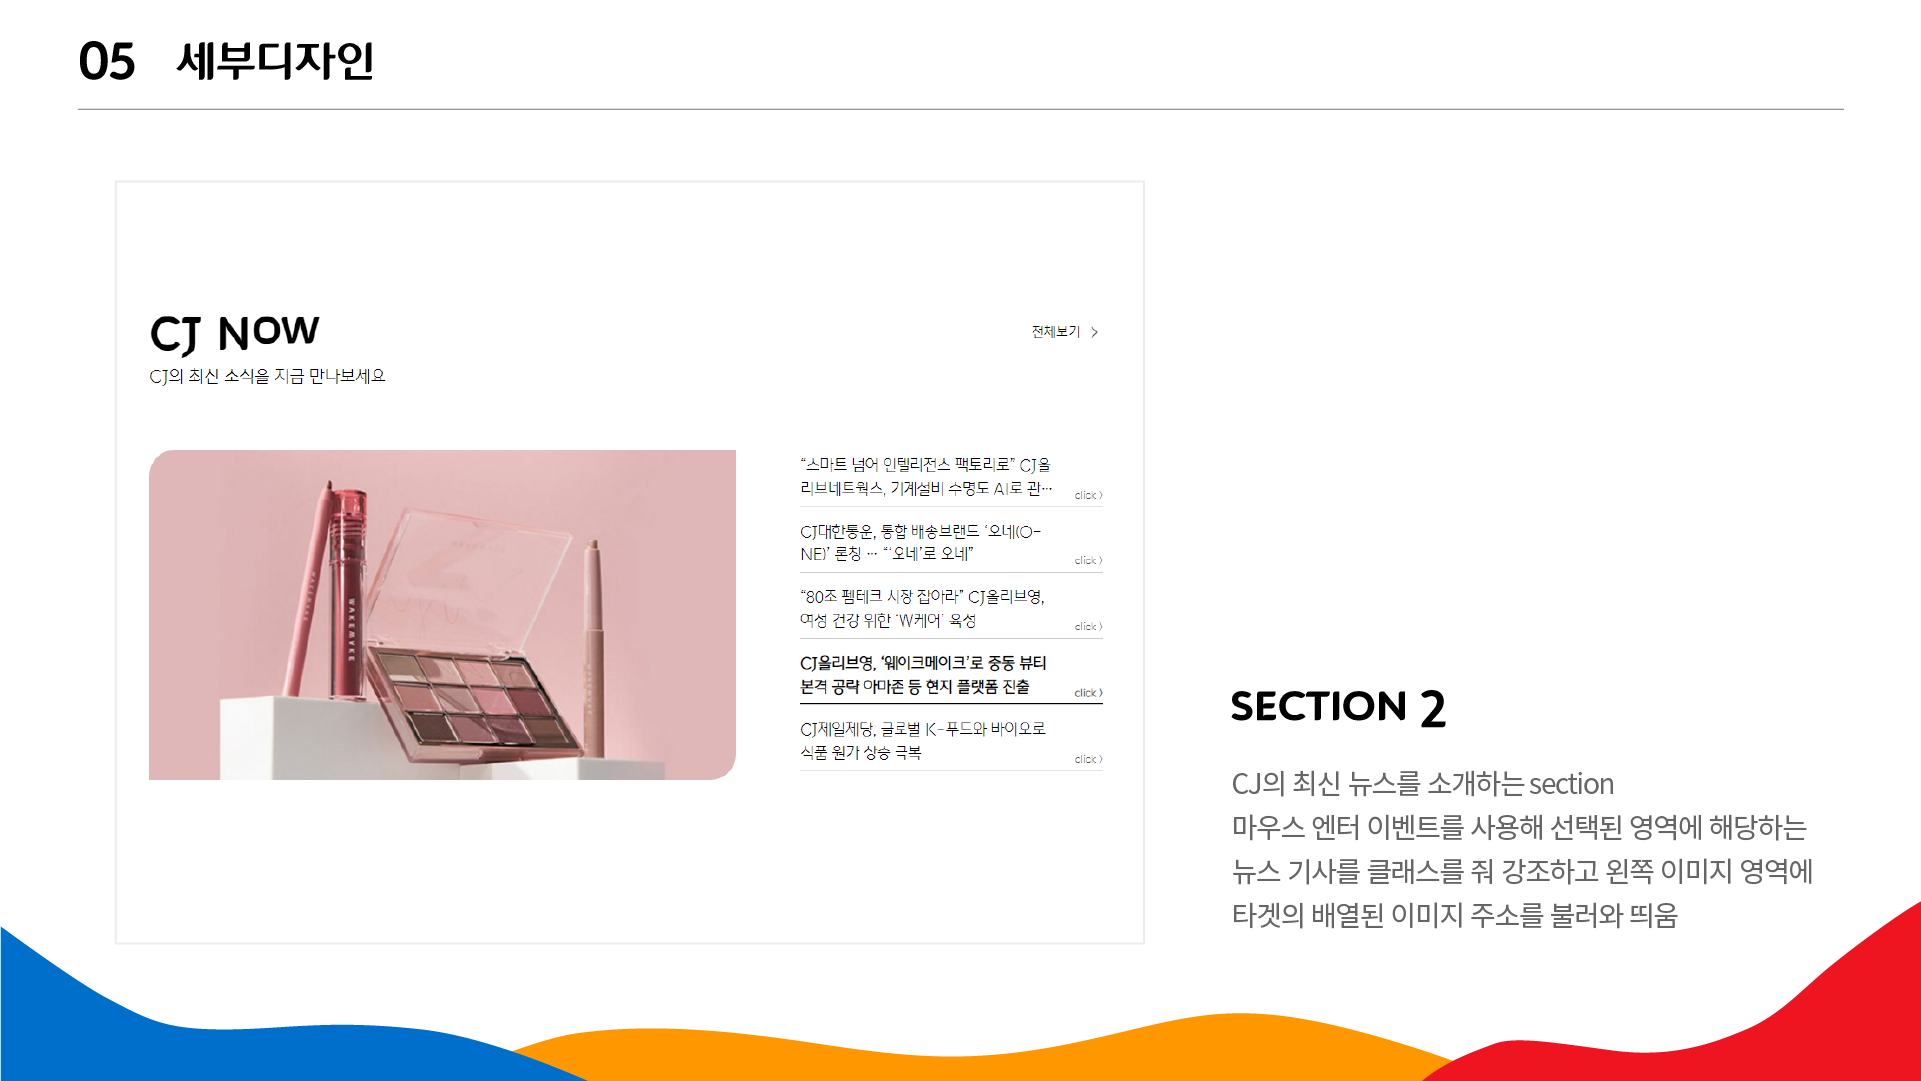 05 세부디자인
CJ NOW
전체보기 >
CJ의 최신 소식을 지금 만나보세요
“스마트 넘어 인텔리전스 팩토리로” CJ올
리브네트웍스, 기계설비 수명도 AI로 관…
click >
CJ대한통운, 통합 배송브랜드 ‘오네(O-
NE)’ 론칭 … “‘오네’로 오네”
click >
“80조 펨테크 시장 잡아라” CJ올리브영,
여성 건강 위한 ‘W케어’ 육성
click >
CJ올리브영, ‘웨이크메이크’로 중동 뷰티
본격 공략 아마존 등 현지 플랫폼 진출
click >
CJ제일제당, 글로벌 K-푸드와 바이오로
식품 원가 상승 극복
click >
WAKEMAKE
SECTION 2
CJ의 최신 뉴스를 소개하는 section
마우스 엔터 이벤트를 사용해 선택된 영역에 해당하는
뉴스 기사를 클래스를 줘 강조하고 왼쪽 이미지 영역에
타겟의 배열된 이미지 주소를 불러와 띄움